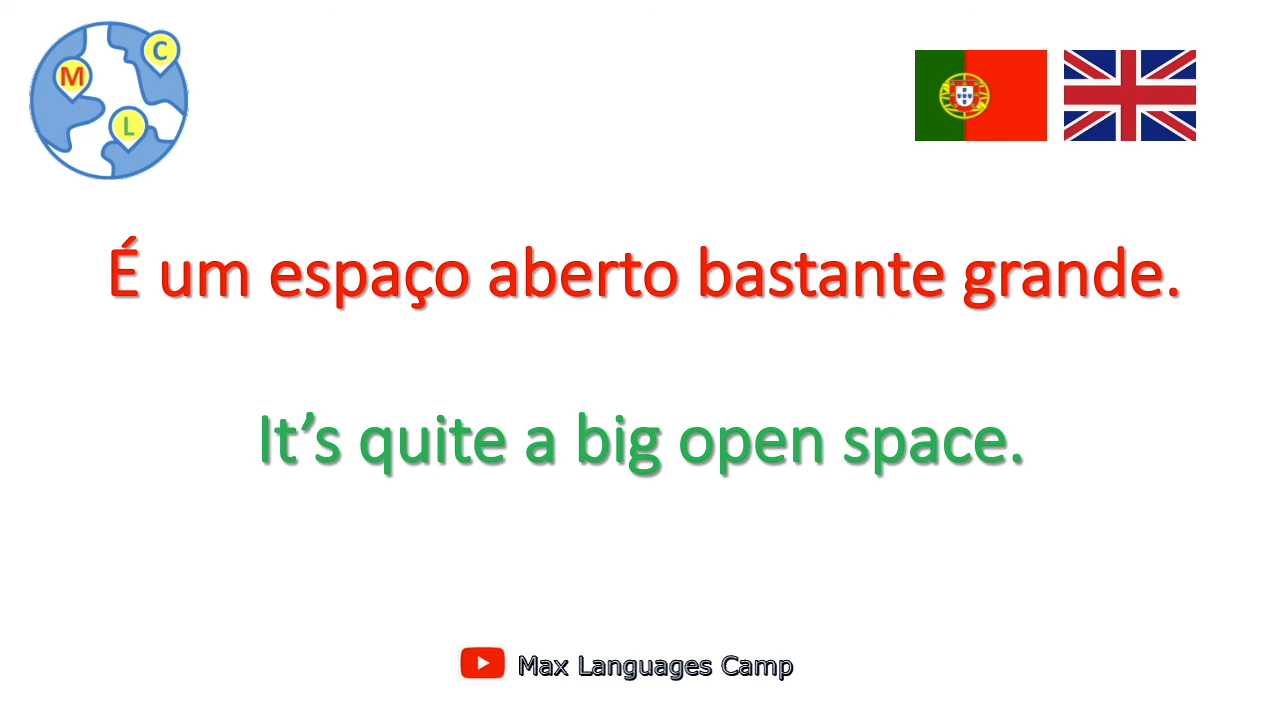 C
M
L
É um espaço aberto bastante grande.
It’s quite a big open space.
Max Languages Camp